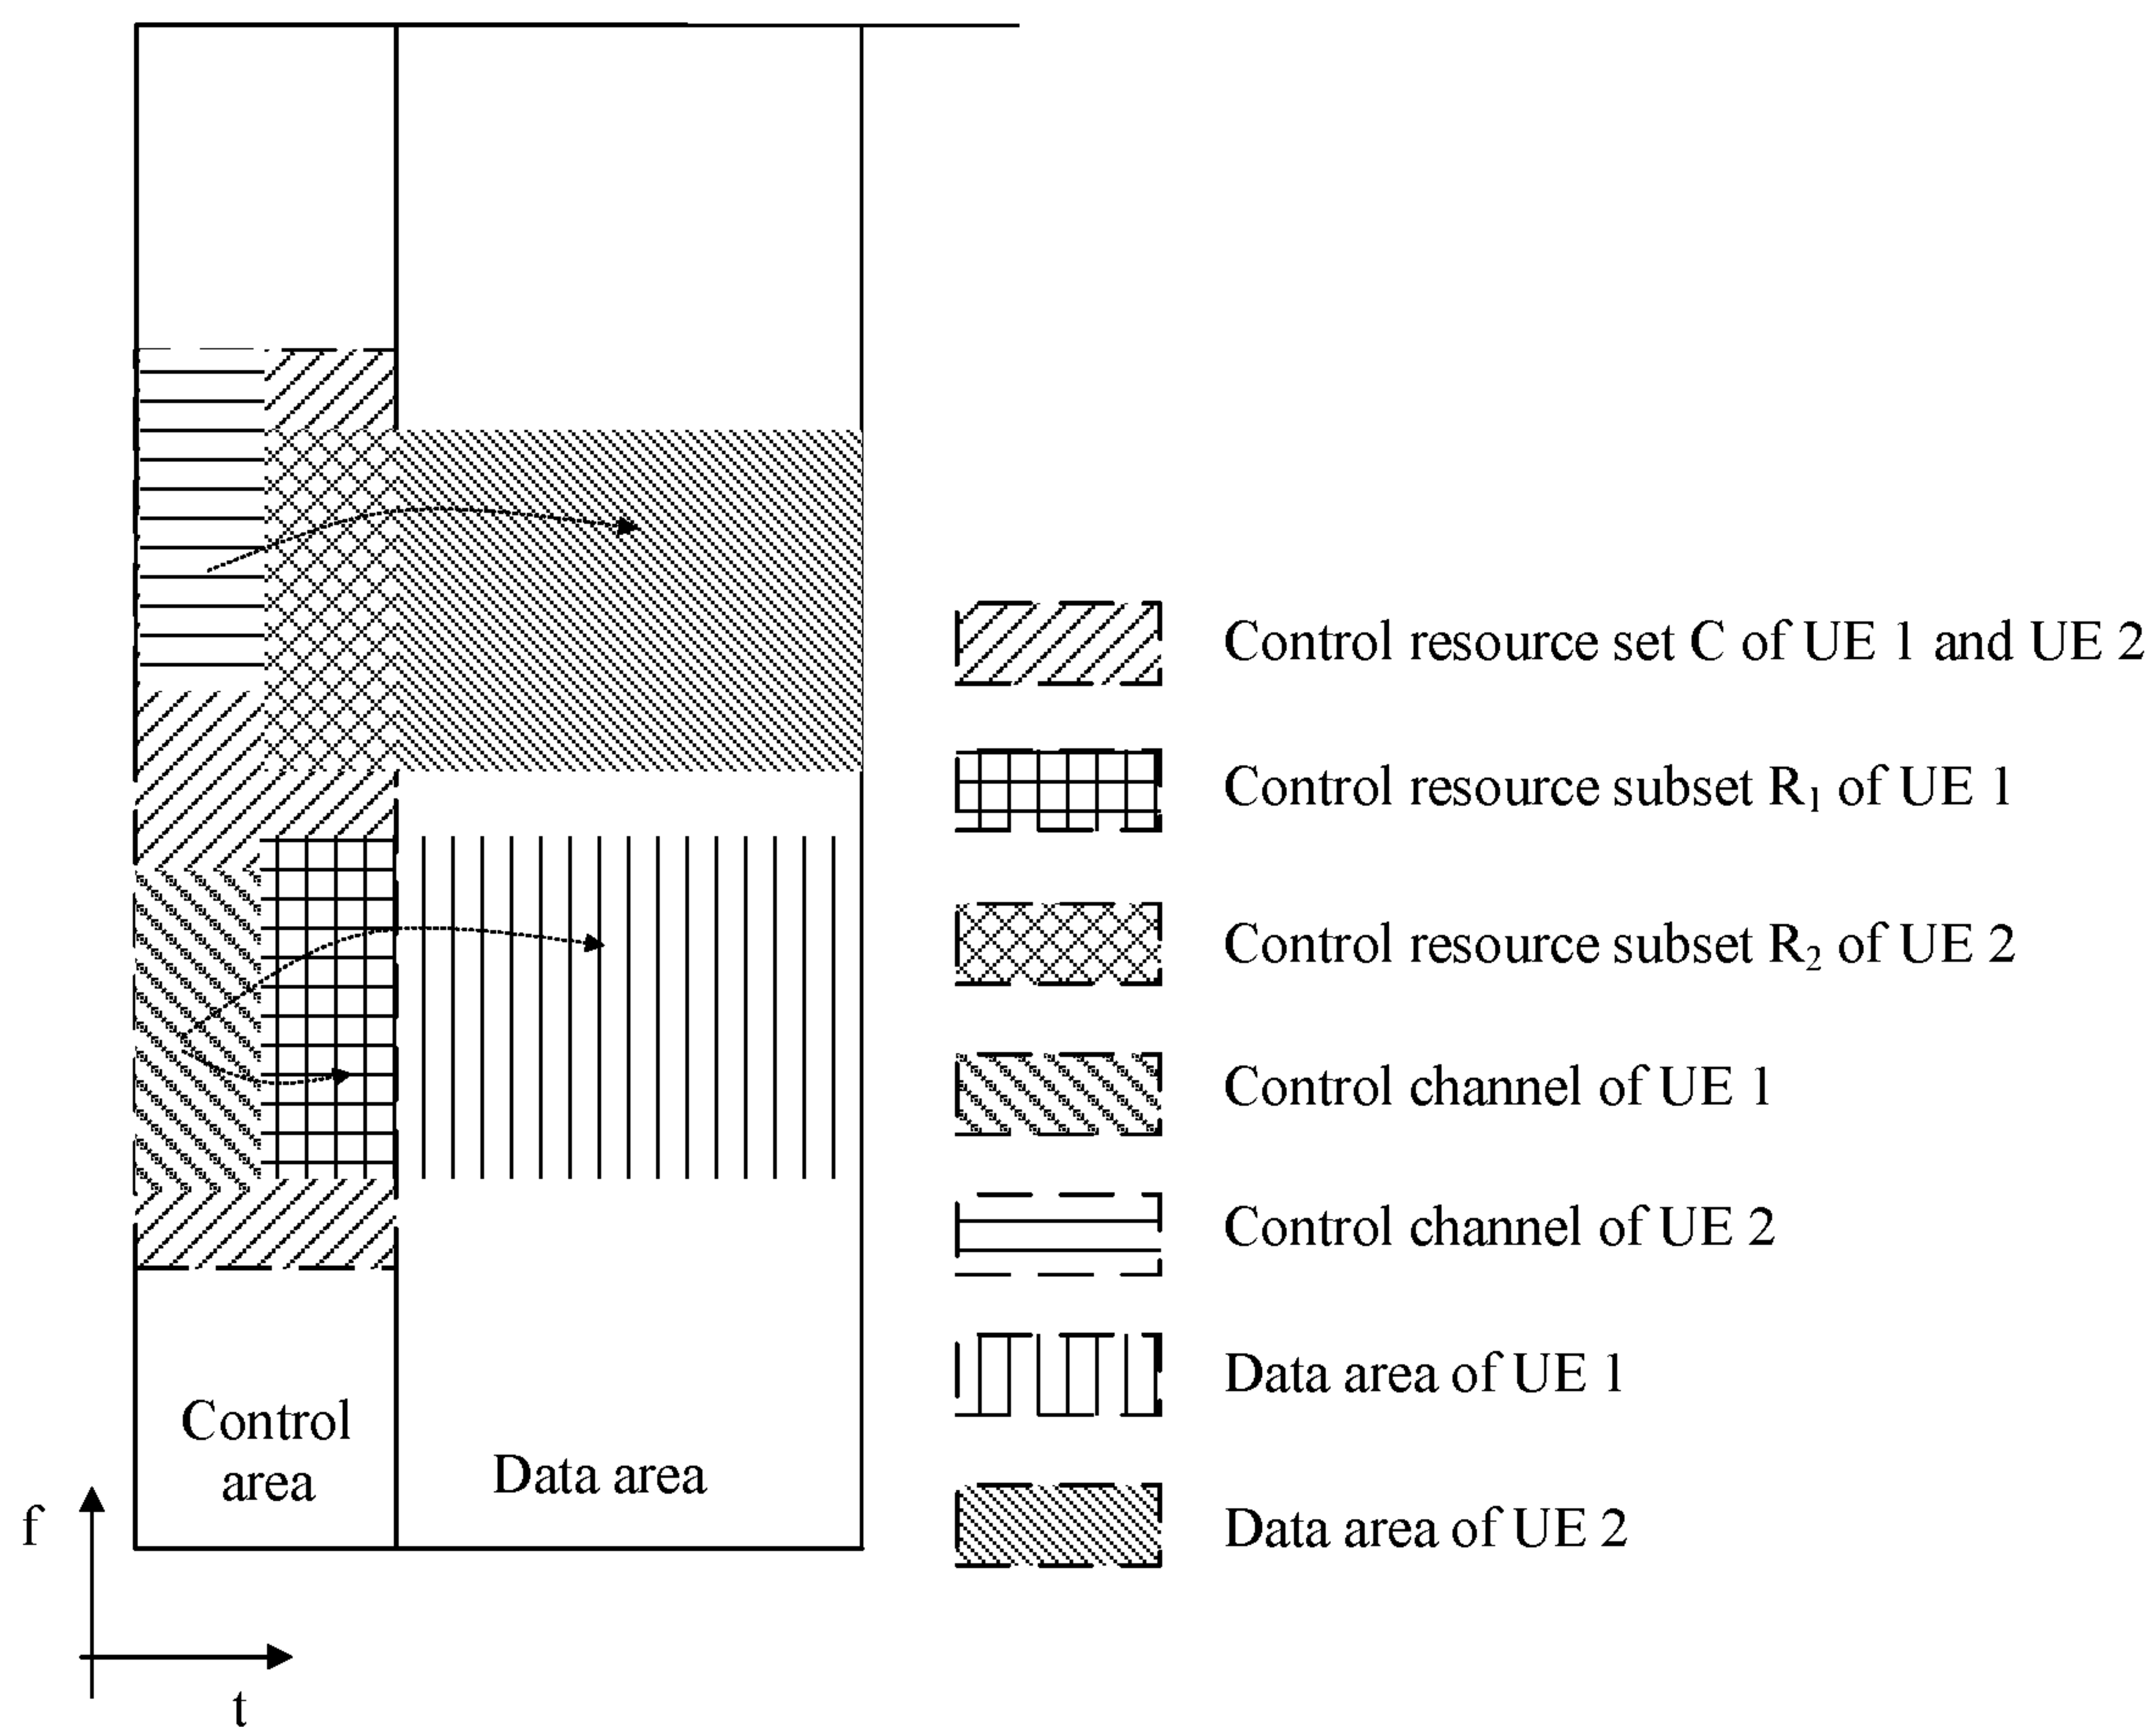 Control resource set C of UE 1 and UE 2
Control resource subset R1 of UE 1
Control resource subset R2 of UE 2
Control channel of UE 1
Control channel of UE 2
Data area of UE 1
Data area of UE 2
Control
area
Data area
f
t